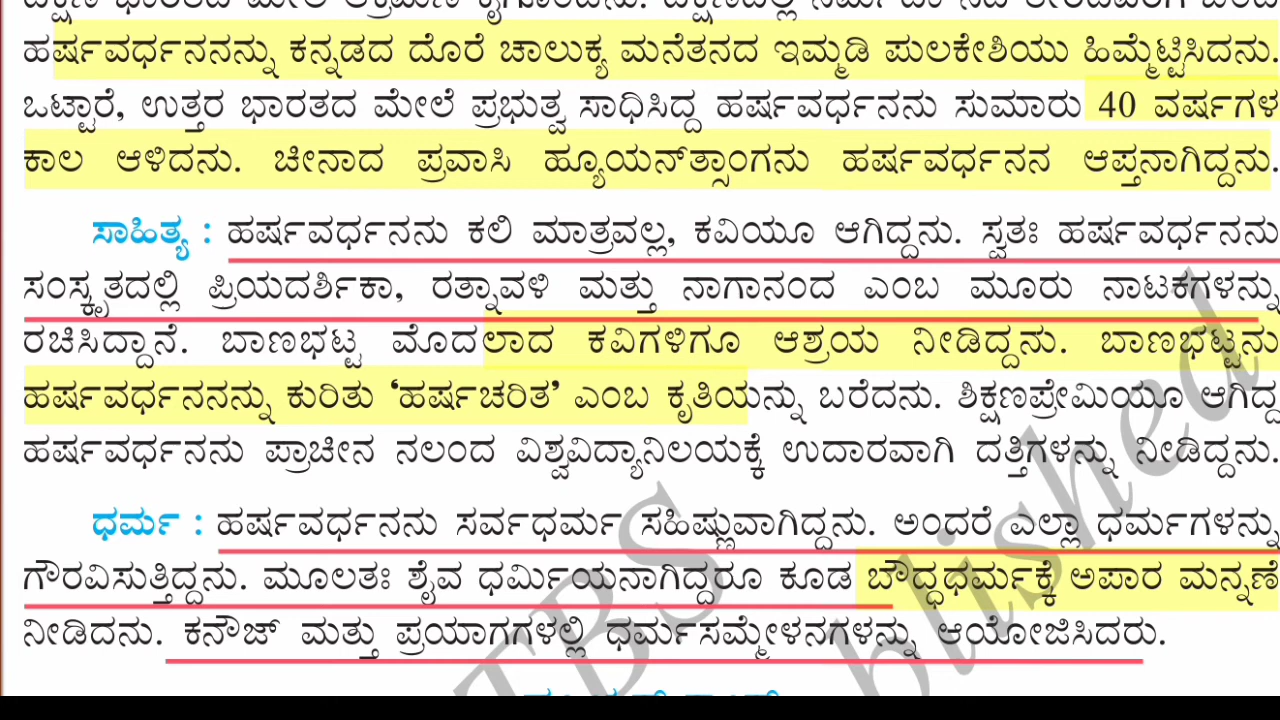 ಹರ್ಷವರ್ಧನನನ್ನು ಕನ್ನಡದ ದೊರೆ ಚಾಲುಕ್ಯ ಮನೆತನದ ಇಮ್ಮಡಿ ಪುಲಕೇಶಿಯು ಹಿಮ್ಮೆಟ್ಟಿಸಿದನು.
ಒಟ್ಟಾರೆ, ಉತ್ತರ ಭಾರತದ ಮೇಲೆ ಪ್ರಭುತ್ವ ಸಾಧಿಸಿದ್ದ ಹರ್ಷವರ್ಧನನು ಸುಮಾರು 40 ವರ್ಷಗಳ
ಕಾಲ ಆಳಿದನು. ಚೀನಾದ ಪ್ರವಾಸಿ ಹ್ಯೂಯನ್‌ತ್ಸಾಂಗನು ಹರ್ಷವರ್ಧನನ ಆಪ್ತನಾಗಿದ್ದನು.
ಸಾಹಿತ್ಯ : ಹರ್ಷವರ್ಧನನು ಕಲಿ ಮಾತ್ರವಲ್ಲ, ಕವಿಯೂ ಆಗಿದ್ದನು. ಸ್ವತಃ ಹರ್ಷವರ್ಧನನು
ಸಂಸ್ಕೃತದಲ್ಲಿ ಪ್ರಿಯದರ್ಶಿಕಾ, ರತ್ನಾವಳಿ ಮತ್ತು ನಾಗಾನಂದ ಎಂಬ ಮೂರು ನಾಟಕಗಳನ್ನು
ರಚಿಸಿದ್ದಾನೆ. ಬಾಣಭಟ್ಟ ಮೊದಲಾದ ಕವಿಗಳಿಗೂ ಆಶ್ರಯ ನೀಡಿದ್ದನು. ಬಾಣಭಟ್ಟನು
ಹರ್ಷವರ್ಧನನನ್ನು ಕುರಿತು ‘ಹರ್ಷಚರಿತ’ ಎಂಬ ಕೃತಿಯನ್ನು ಬರೆದನು. ಶಿಕ್ಷಣಪ್ರೇಮಿಯೂ ಆಗಿದ್ದ
ಹರ್ಷವರ್ಧನನು ಪ್ರಾಚೀನ ನಲಂದ ವಿಶ್ವವಿದ್ಯಾನಿಲಯಕ್ಕೆ ಉದಾರವಾಗಿ ದತ್ತಿಗಳನ್ನು ನೀಡಿದ್ದನು.
ಧರ್ಮ : ಹರ್ಷವರ್ಧನನು ಸರ್ವಧರ್ಮ ಸಹಿಷ್ಣುವಾಗಿದ್ದನು. ಅಂದರೆ ಎಲ್ಲಾ ಧರ್ಮಗಳನ್ನು
ಗೌರವಿಸುತ್ತಿದ್ದನು. ಮೂಲತಃ ಶೈವ ಧರ್ಮಿಯನಾಗಿದ್ದರೂ ಕೂಡ ಬೌದ್ಧಧರ್ಮಕ್ಕೆ ಅಪಾರ ಮನ್ನಣೆ
ನೀಡಿದನು. ಕನೌಜ್ ಮತ್ತು ಪ್ರಯಾಗಗಳಲ್ಲಿ ಧರ್ಮಸಮ್ಮೇಳನಗಳನ್ನು ಆಯೋಜಿಸಿದರು.